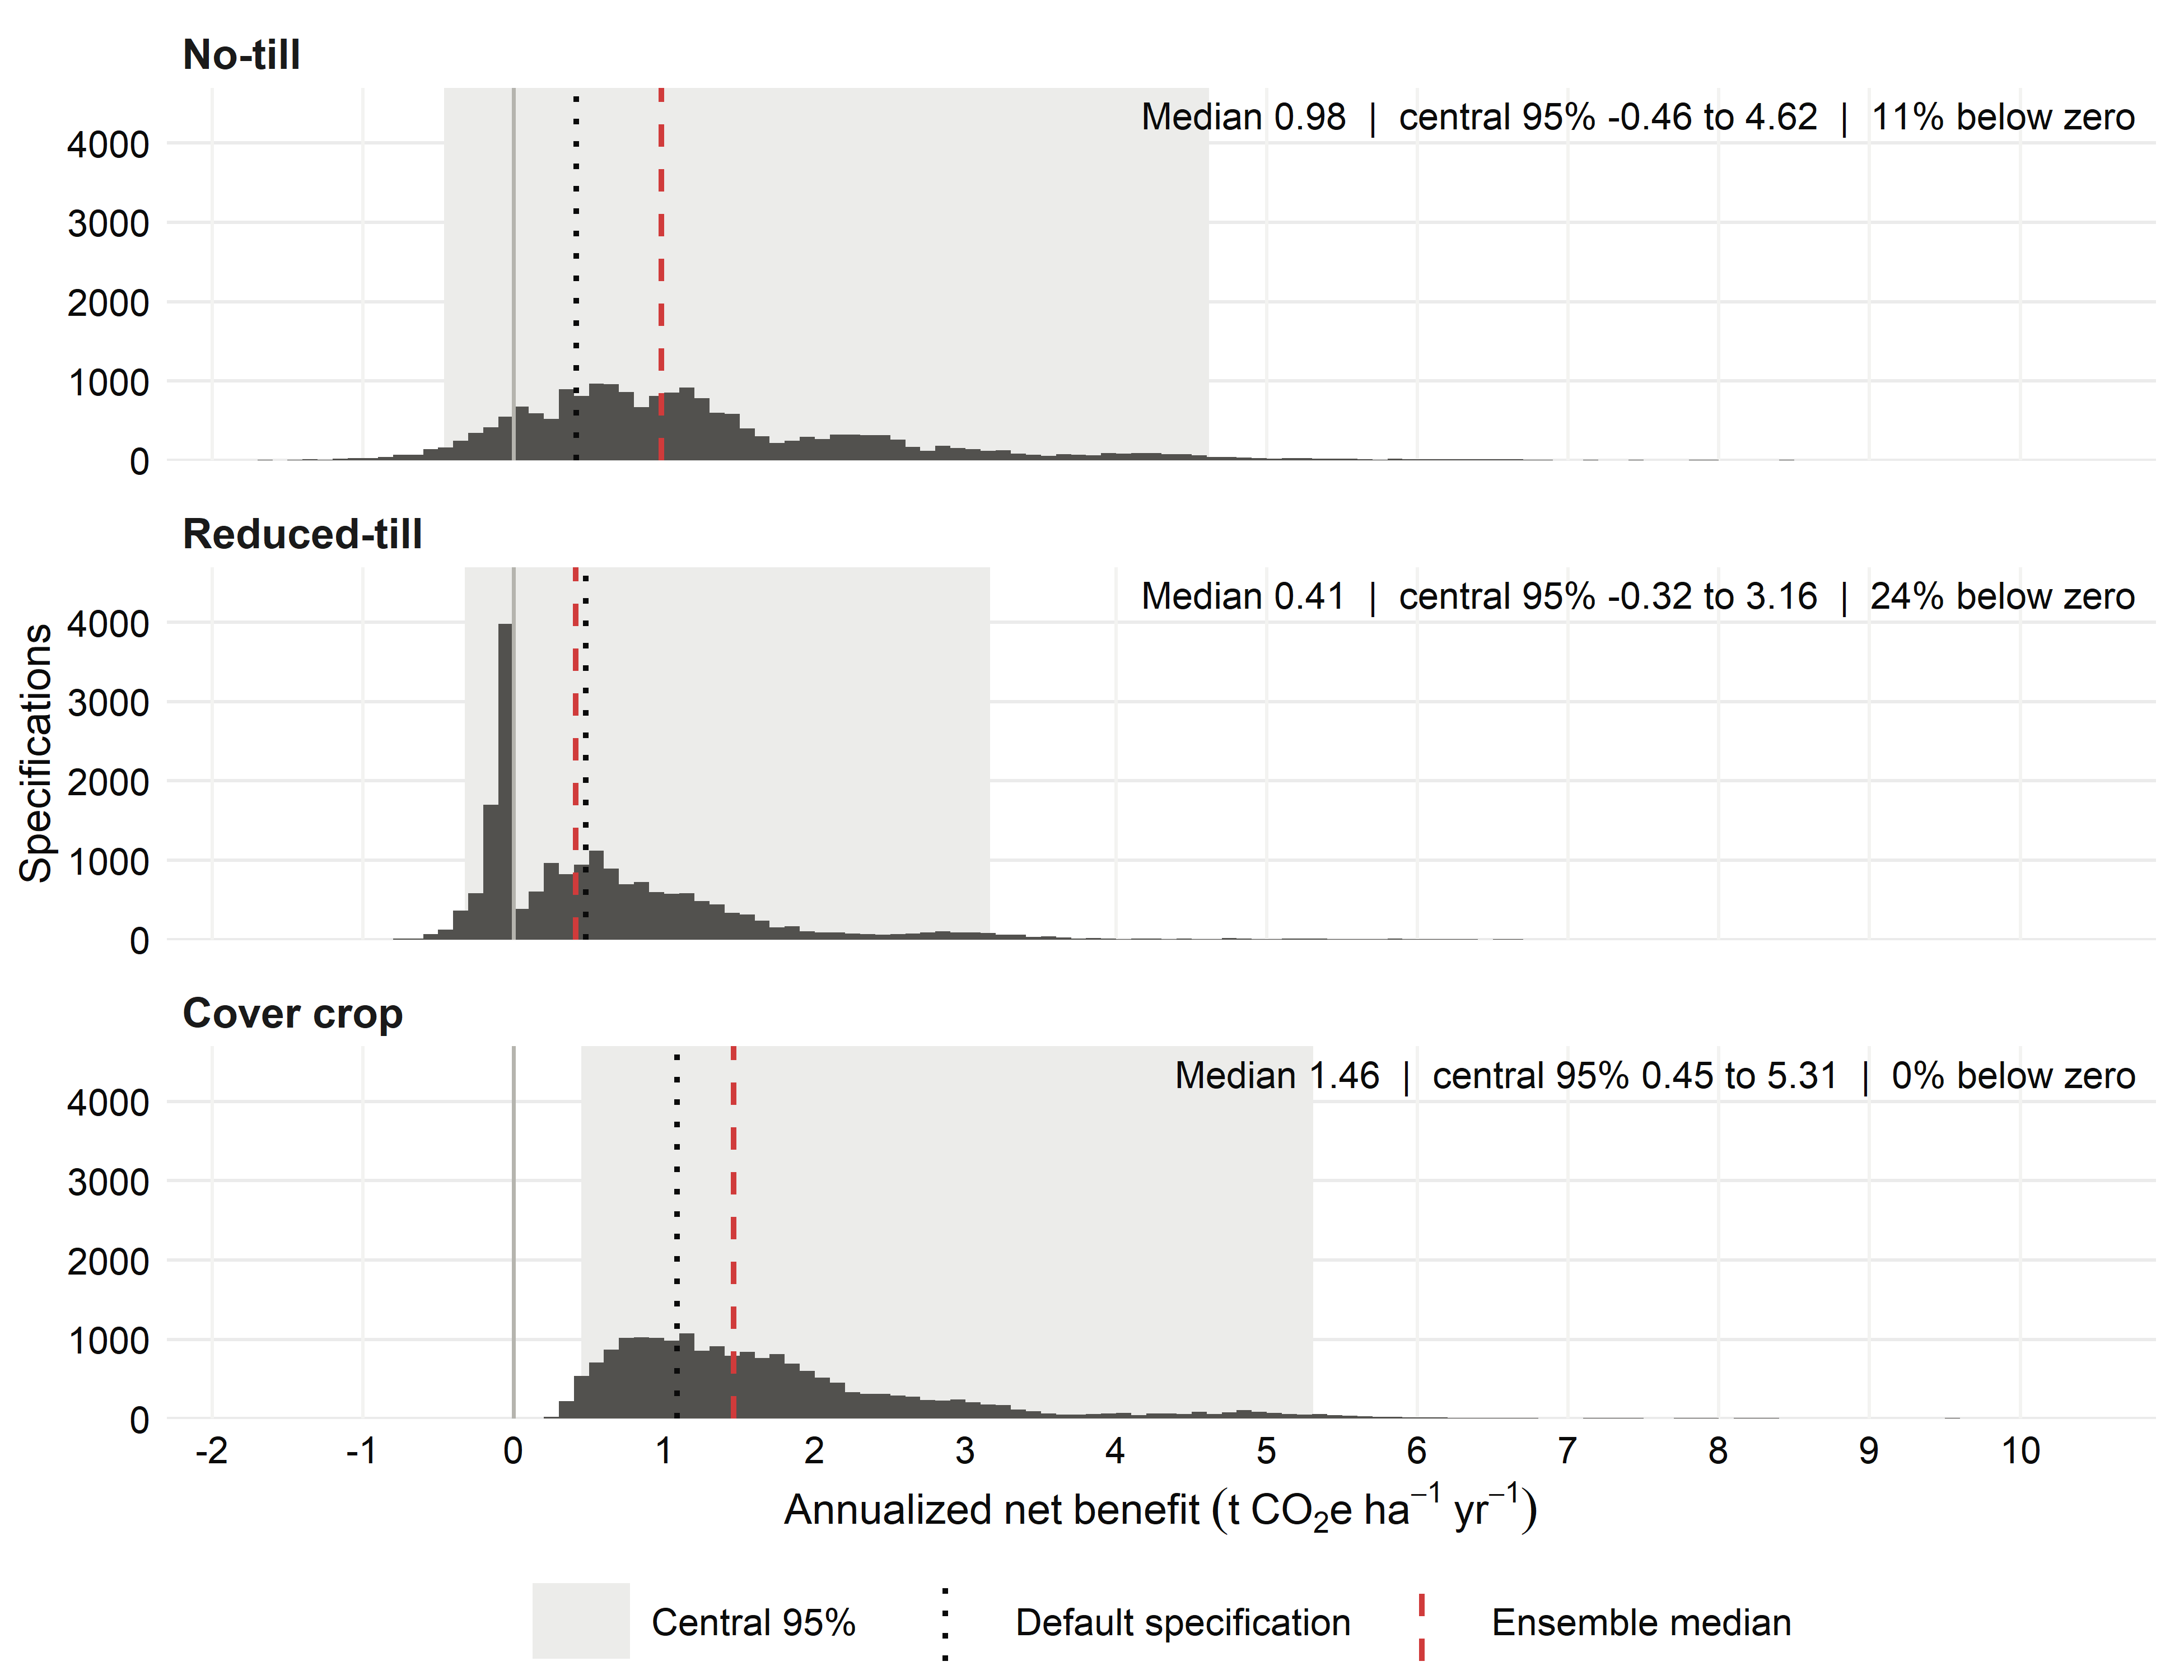 No-till
Median 0.98 | central 95% -0.46 to 4.62 | 11% below zero
4000
3000
2000
1000
0
Reduced-till
Median 0.41 | central 95% -0.32 to 3.16 | 24% below zero
4000
3000
2000
1000
0
Specifications
Cover crop
Median 1.46 | central 95% 0.45 to 5.31 | 0% below zero
4000
3000
2000
1000
0
-2 -1 0 1 2 3 4 5 6 7 8 9 10
Annualized net benefit (t CO₂e ha⁻¹ yr⁻¹)
Central 95% Default specification Ensemble median